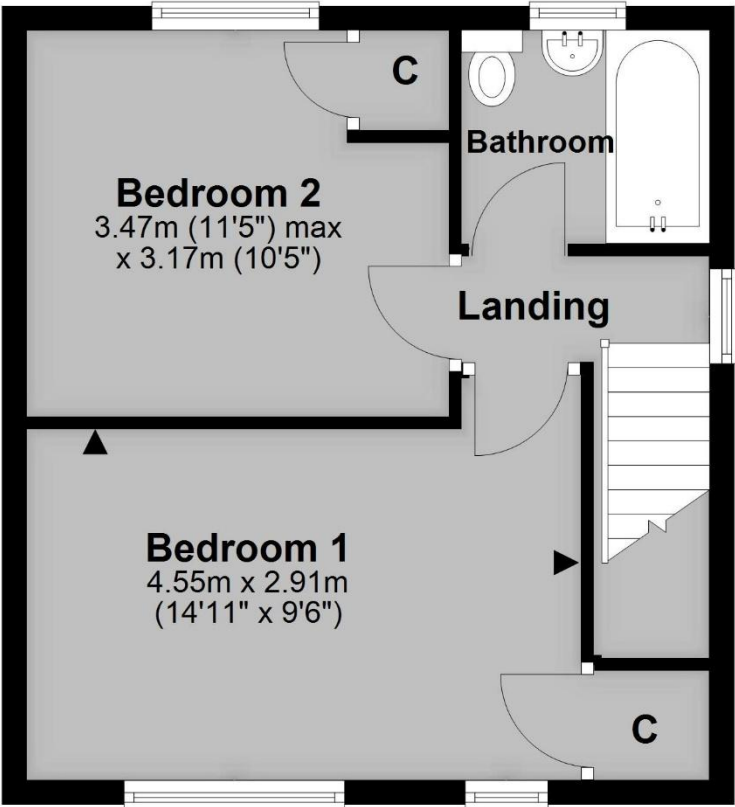 C
Bathroom
Bedroom 2
3.47m (11'5") max
x 3.17m (10'5")
Landing
Bedroom 1
4.55m x 2.91m
(14'11" x 9'6")
C